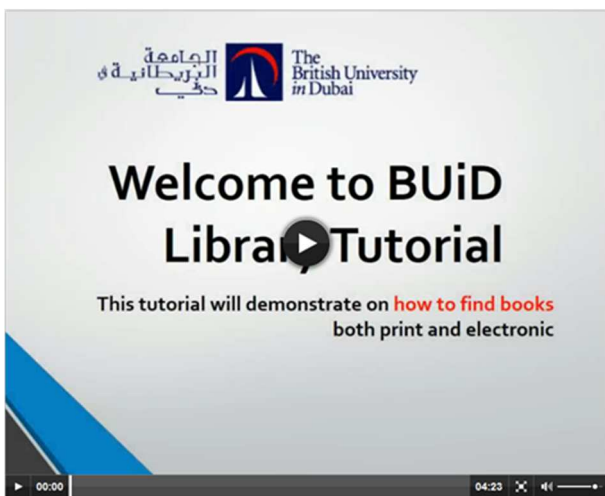 الجامعة
البريطانية في
دبي
The
British University
in Dubai
Welcome to BUiD
Library Tutorial
This tutorial will demonstrate on how to find books
both print and electronic
00:00
04:23